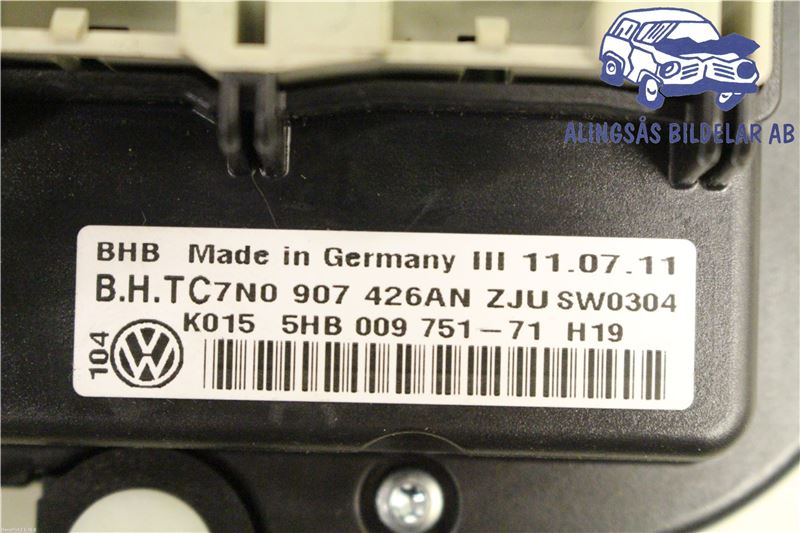 ALINGSÅS BILDELAR AB
BHB Made in Germany III 11.07.11
B.H.TC7N0 907 426AN ZJU SW0304
K015 5HB 009 751-71 H19
104